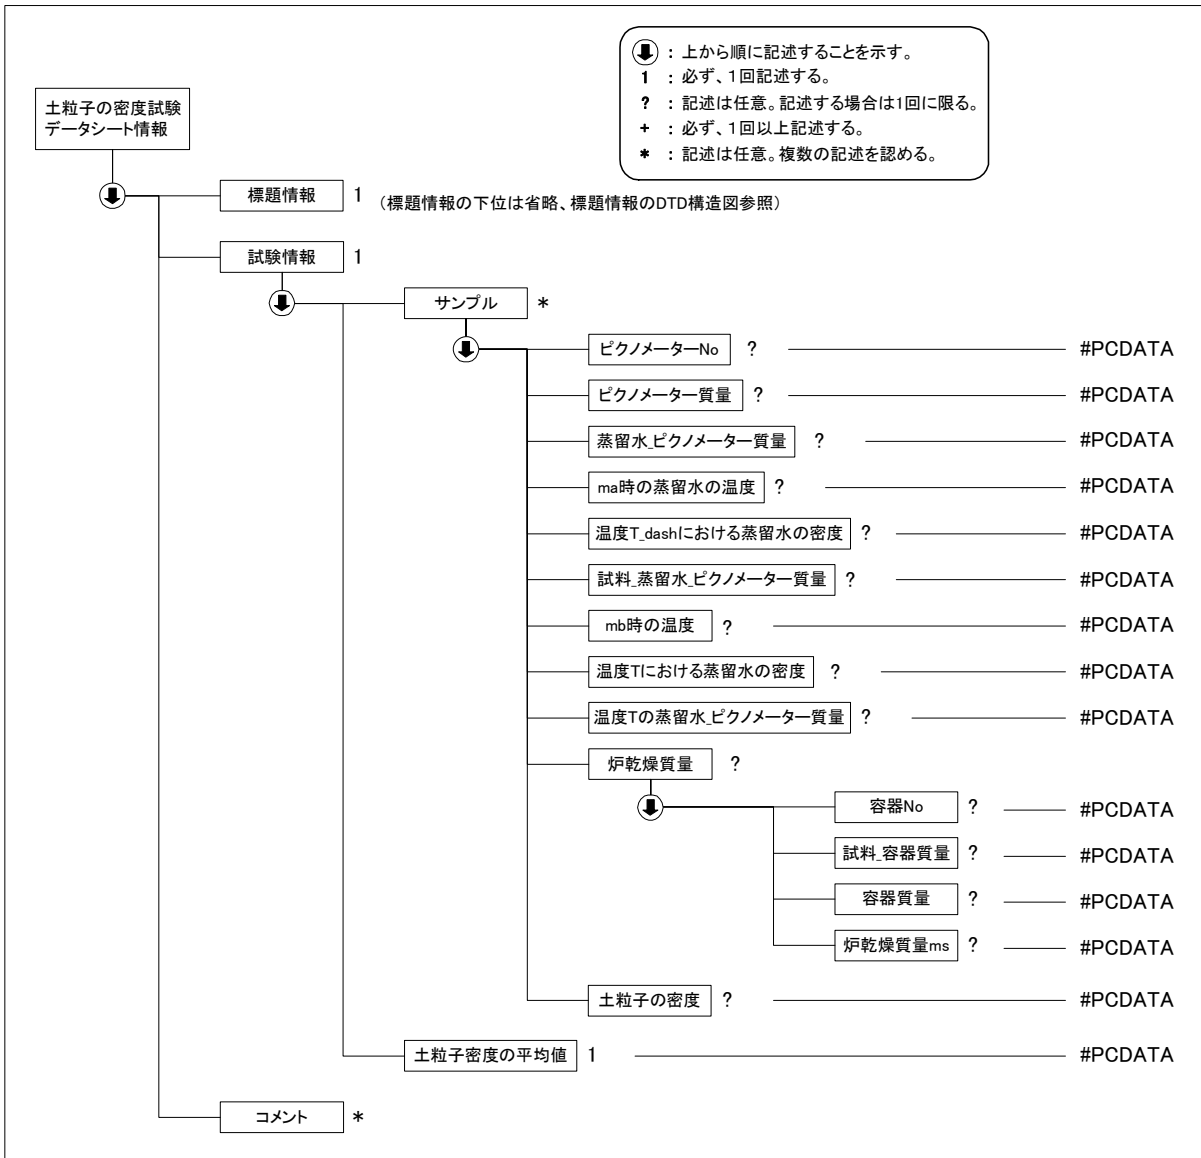 ：上から順に記述することを示す。
1：必ず、1回記述する。
?：記述は任意。記述する場合は1回に限る。
+：必ず、1回以上記述する。
*：記述は任意。複数の記述を認める。
土粒子の密度試験
データシート情報
標題情報 1 （標題情報の下位は省略、標題情報のDTD構造図参照）
試験情報 1
サンプル *
ピクノメーターNo ? #PCDATA
ピクノメーター質量 ? #PCDATA
蒸留水_ピクノメーター質量 ? #PCDATA
ma時の蒸留水の温度 ? #PCDATA
温度T_dashにおける蒸留水の密度 ? #PCDATA
試料_蒸留水_ピクノメーター質量 ? #PCDATA
mb時の温度 ? #PCDATA
温度Tにおける蒸留水の密度 ? #PCDATA
温度Tの蒸留水_ピクノメーター質量 ? #PCDATA
炉乾燥質量 ?
容器No ? #PCDATA
試料_容器質量 ? #PCDATA
容器質量 ? #PCDATA
炉乾燥質量ms ? #PCDATA
土粒子の密度 ? #PCDATA
土粒子密度の平均値 1 #PCDATA
コメント *